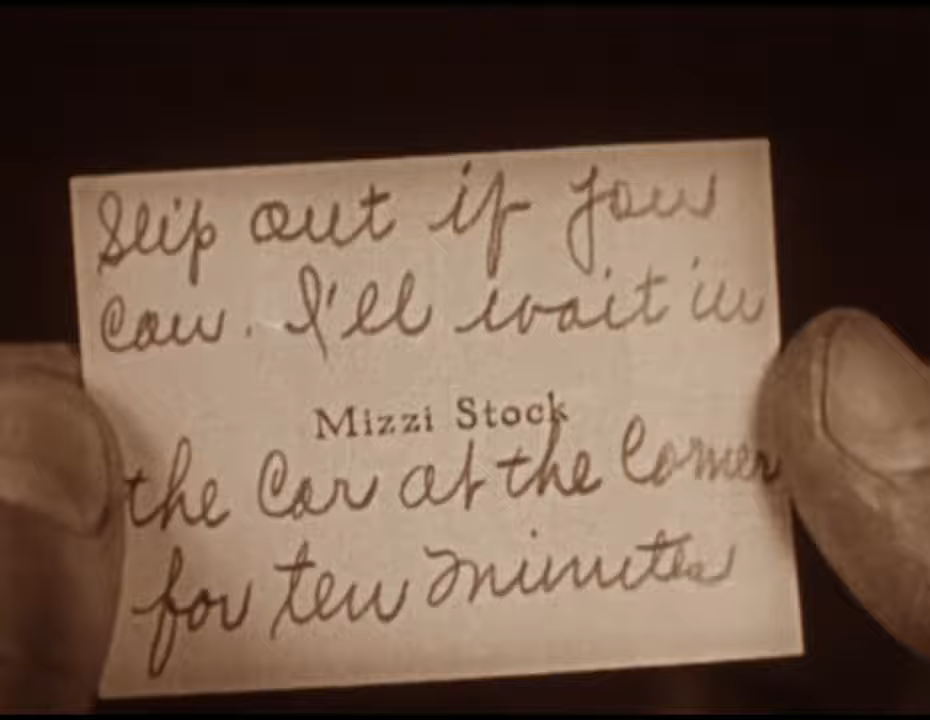 Slip out if you
can. I'll wait in
Mizzi Stock
the Car at the Corner
for ten minutes